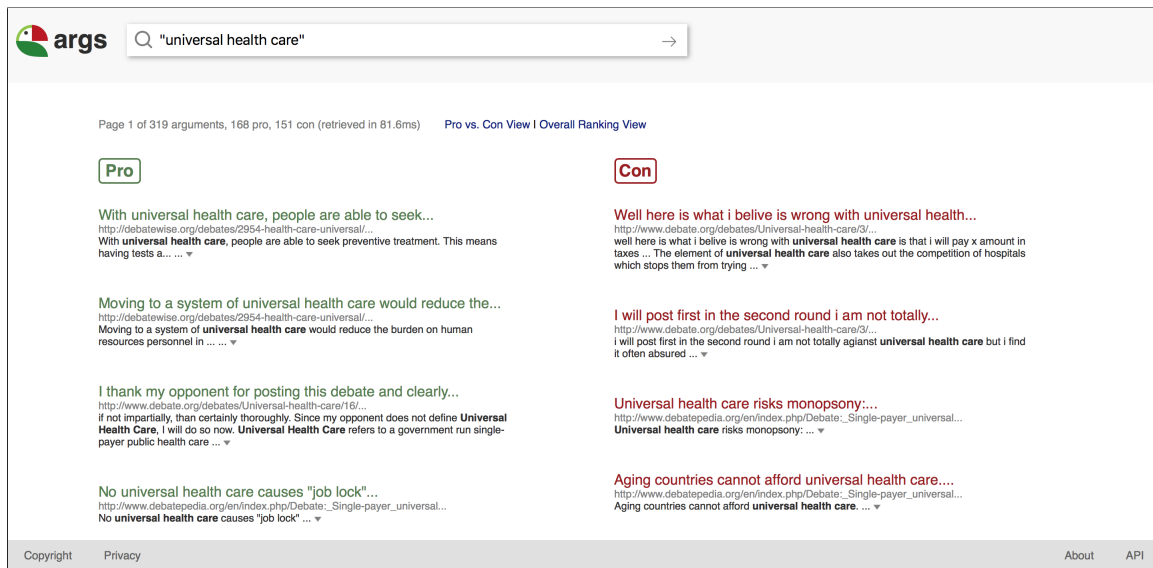 args
"universal health care"
Page 1 of 319 arguments, 168 pro, 151 con (retrieved in 81.6ms) Pro vs. Con View I Overall Ranking View
Pro
With universal health care, people are able to seek...
http://debatewise.org/debates/2954-health-care-universal/...
With universal health care, people are able to seek preventive treatment. This means
having tests a... ...
Moving to a system of universal health care would reduce the...
http://debatewise.org/debates/2954-health-care-universal/...
Moving to a system of universal health care would reduce the burden on human
resources personnel in ... ...
I thank my opponent for posting this debate and clearly...
http://www.debate.org/debates/Universal-health-care/16/...
if not impartially, than certainly thoroughly. Since my opponent does not define Universal
Health Care, I will do so now. Universal Health Care refers to a government run single-
payer public health care ...
No universal health care causes "job lock"...
http://www.debatepedia.org/en/index.php/Debate:_Single-payer_universal...
No universal health care causes "job lock" ...
Con
Well here is what i belive is wrong with universal health...
http://www.debate.org/debates/Universal-health-care/3/...
well here is what i belive is wrong with universal health care is that i will pay x amount in
taxes ... The element of universal health care also takes out the competition of hospitals
which stops them from trying ...
I will post first in the second round i am not totally...
http://www.debate.org/debates/Universal-health-care/3/...
i will post first in the second round i am not totally agianst universal health care but i find
it often absured ...
Universal health care risks monopsony:...
http://www.debatepedia.org/en/index.php/Debate:_Single-payer_universal...
Universal health care risks monopsony: ...
Aging countries cannot afford universal health care....
http://www.debatepedia.org/en/index.php/Debate:_Single-payer_universal...
Aging countries cannot afford universal health care. ...
Copyright Privacy About API